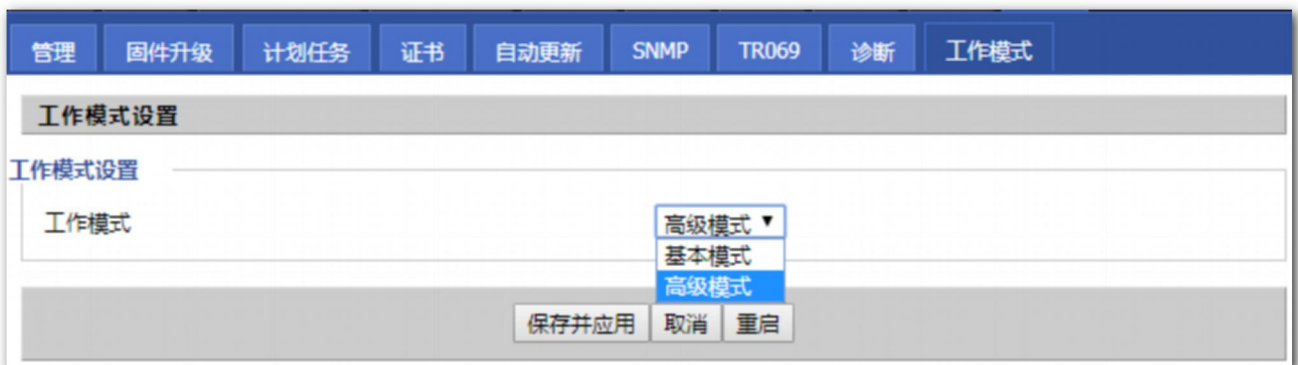 管理 固件升级 计划任务 证书 自动更新 SNMP TR069 诊断 工作模式
工作模式设置
工作模式设置
工作模式 高级模式
基本模式
高级模式
保存并应用 取消 重启